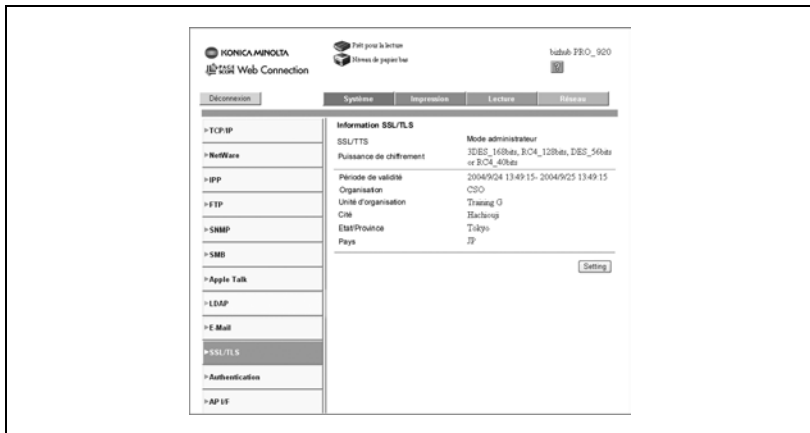 KONICA MINOLTA
PAGE SCOPE Web Connection
Prêt pour la lecture
Niveau de papier bas
bizhub PRO_920
?
Déconnexion
Système Impression Lecture Réseau
TCP/IP
NetWare
IPP
FTP
SNMP
SMB
Apple Talk
LDAP
E-Mail
SSL/TLS
Authentication
AP I/F
Information SSL/TLS
SSL/TTS Mode administrateur
Puissance de chiffrement 3DES_168bits, RC4_128bits, DES_56bits
or RC4_40bits
Période de validité 2004/9/24 13:49:15- 2004/9/25 13:49:15
Organisation CSO
Unité d'organisation Training G
Cité Hachiouji
Etat/Province Tokyo
Pays JP
Setting